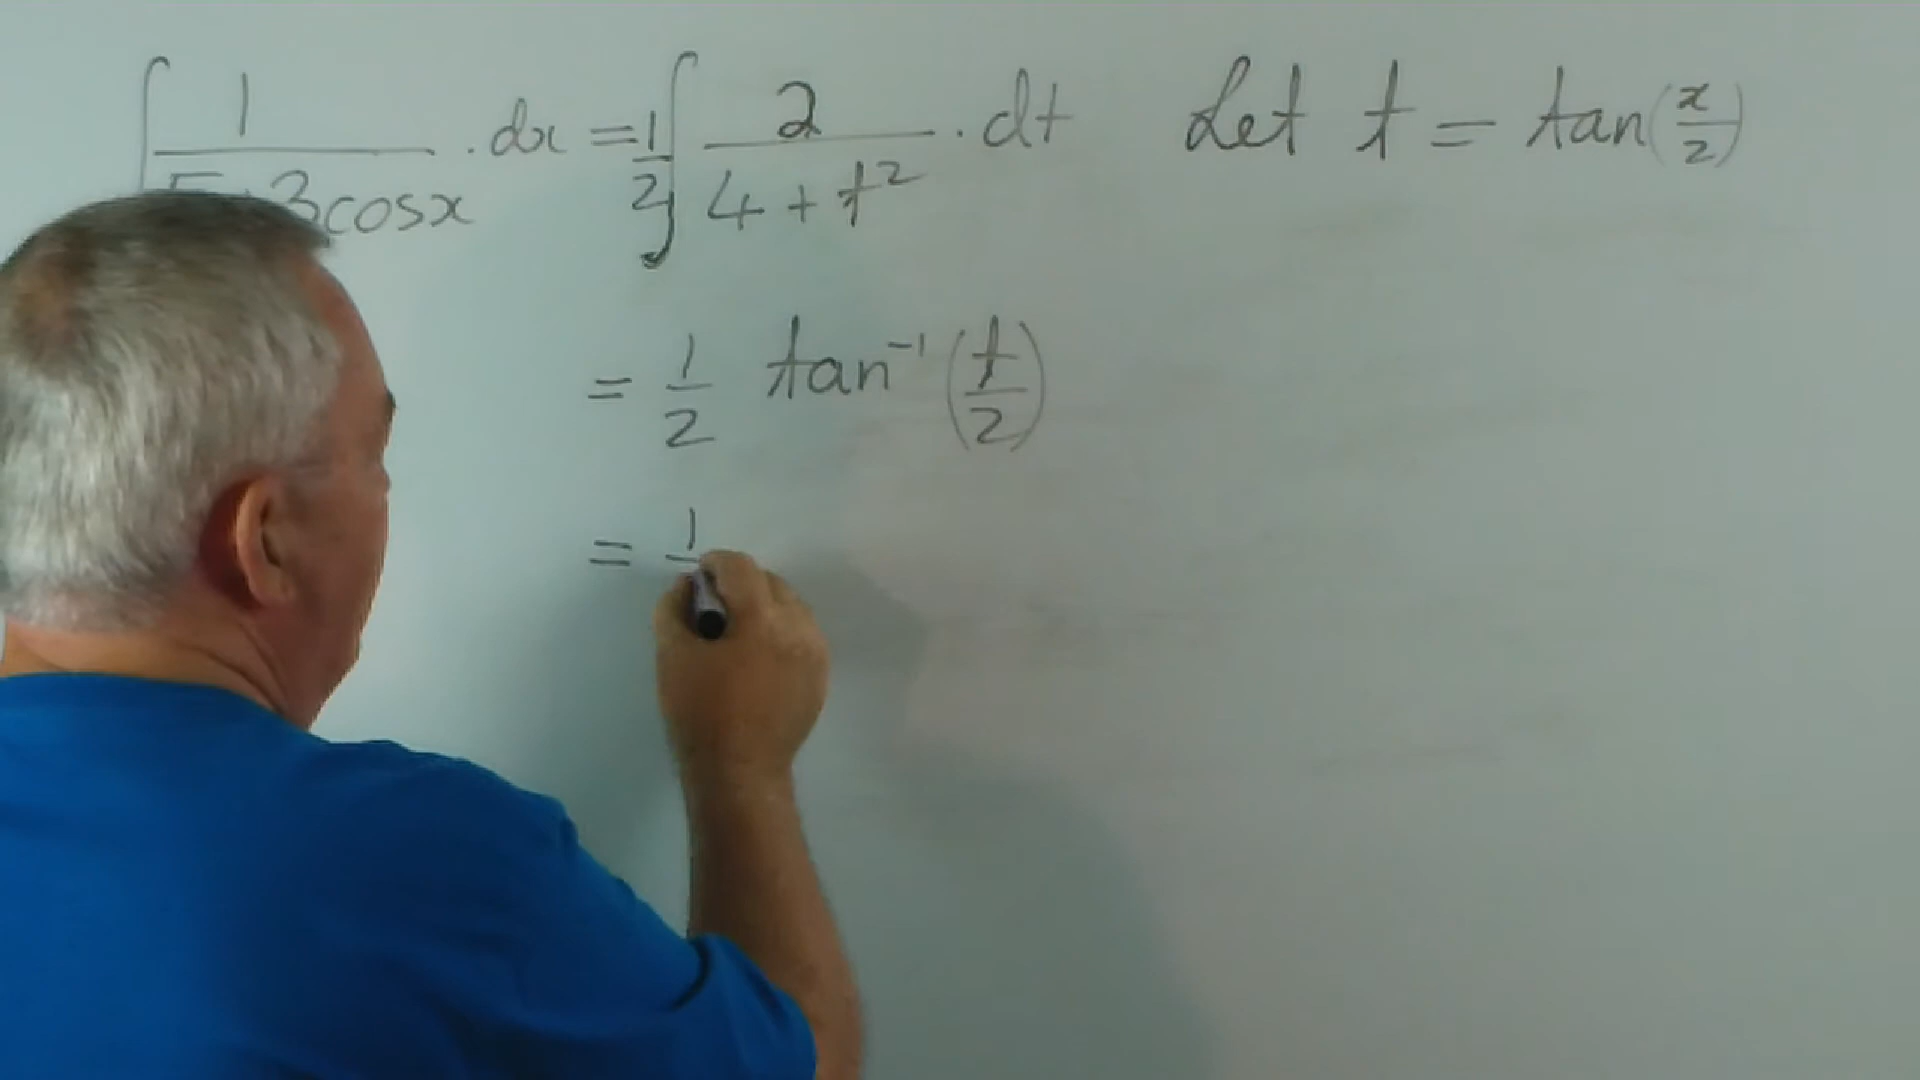 ∫ 1/(5+3cosx) . dx = 1/2 ∫ 2/(4 + t²) . dt Let t = tan(x/2)
= 1/2 tan⁻¹(t/2)
= 1